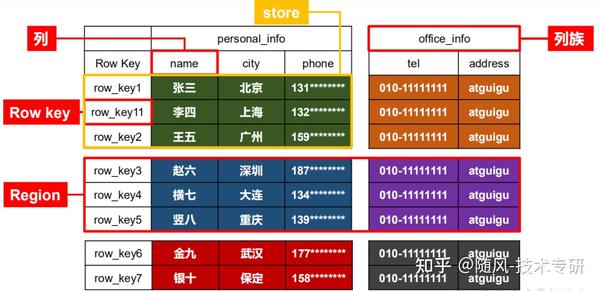 store
列
personal_info
office_info
列族
Row Key
name
city
phone
tel
address
row_key1
张三
北京
131********
010-11111111
atguigu
Row key
row_key11
李四
上海
132********
010-11111111
atguigu
row_key2
王五
广州
159********
010-11111111
atguigu
row_key3
赵六
深圳
187********
010-11111111
atguigu
Region
row_key4
横七
大连
134********
010-11111111
atguigu
row_key5
竖八
重庆
139********
010-11111111
atguigu
row_key6
金九
武汉
177********
010-11111111
atguigu
row_key7
银十
保定
158********
010-11111111
atguigu
知乎 @随风-技术专研